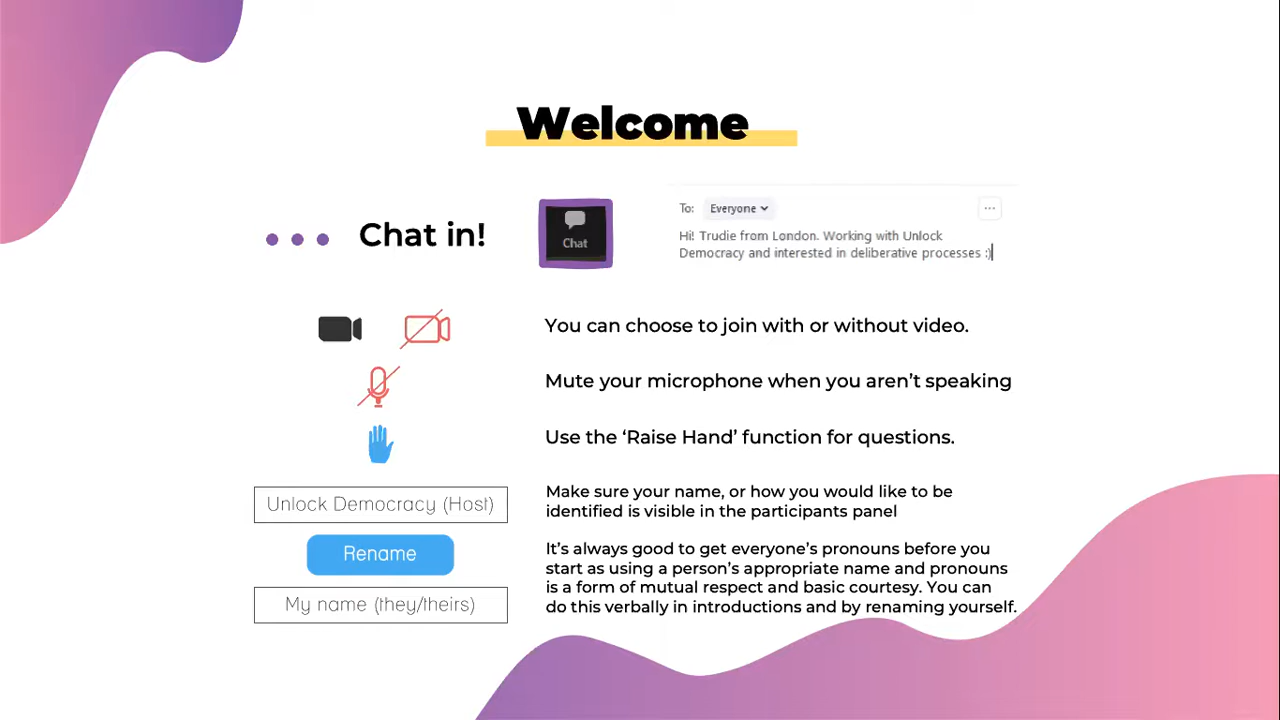 Welcome
Chat in!
Chat
To: Everyone
Hi! Trudie from London. Working with Unlock
Democracy and interested in deliberative processes :)
You can choose to join with or without video.
Mute your microphone when you aren't speaking
Use the 'Raise Hand' function for questions.
Unlock Democracy (Host)
Make sure your name, or how you would like to be
identified is visible in the participants panel
Rename
My name (they/theirs)
It's always good to get everyone's pronouns before you
start as using a person's appropriate name and pronouns
is a form of mutual respect and basic courtesy. You can
do this verbally in introductions and by renaming yourself.